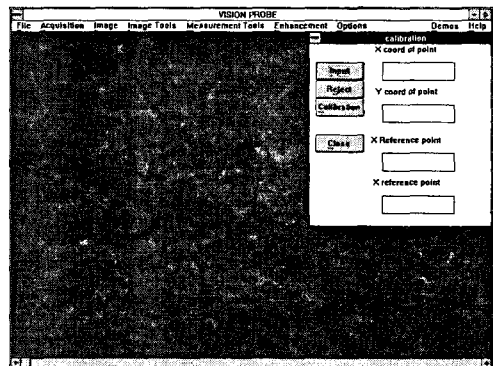 VISION PROBE
File Acquisition Image Image Tools Measurement Tools Enhancement Options Demos Help
calibration
X coord of point
Input
Reject
Y coord of point
Calibration
Close
X Reference point
X reference point